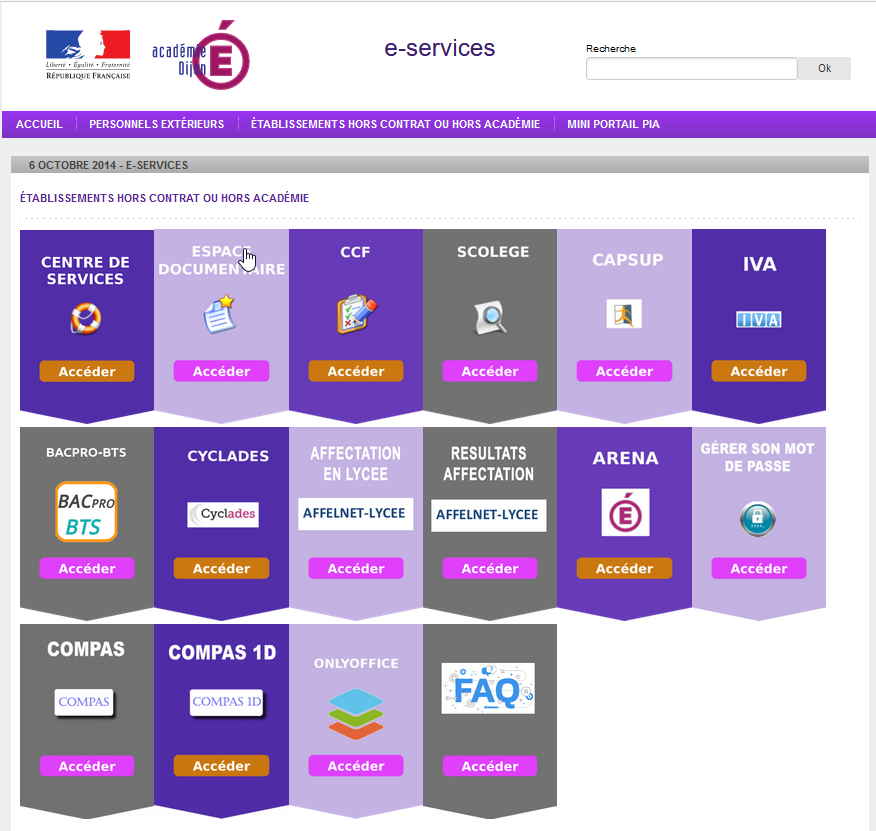 Liberté • Égalité • Fraternité
RÉPUBLIQUE FRANÇAISE
académie
Dijon
É
e-services
Recherche
Ok
ACCUEIL
PERSONNELS EXTÉRIEURS
ÉTABLISSEMENTS HORS CONTRAT OU HORS ACADÉMIE
MINI PORTAIL PIA
6 OCTOBRE 2014 - E-SERVICES
ÉTABLISSEMENTS HORS CONTRAT OU HORS ACADÉMIE
CENTRE DE
SERVICES
Accéder
ESPACE
DOCUMENTAIRE
Accéder
CCF
Accéder
SCOLEGE
Accéder
CAPSUP
Accéder
IVA
IVA
Accéder
BACPRO-BTS
BACPRO
BTS
Accéder
CYCLADES
Cyclades
Accéder
AFFECTATION
EN LYCEE
AFFELNET-LYCEE
Accéder
RESULTATS
AFFECTATION
AFFELNET-LYCEE
Accéder
ARENA
É
Accéder
GÉRER SON MOT
DE PASSE
Accéder
COMPAS
COMPAS
Accéder
COMPAS 1D
COMPAS 1D
Accéder
ONLYOFFICE
Accéder
FAQ
Accéder